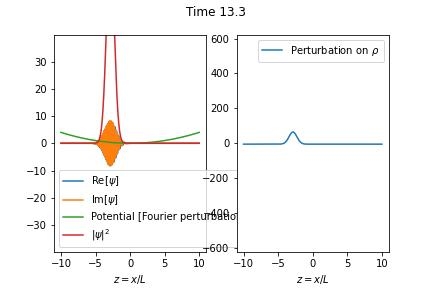 Time 13.3
30
20
10
0
−10
−20
−30
Re[ψ]
Im[ψ]
Potential [Fourier perturbatio
|ψ|²
−10 −5 0 5 10
z = x/L
600
400
200
0
−200
−400
−600
Perturbation on ρ
−10 −5 0 5 10
z = x/L